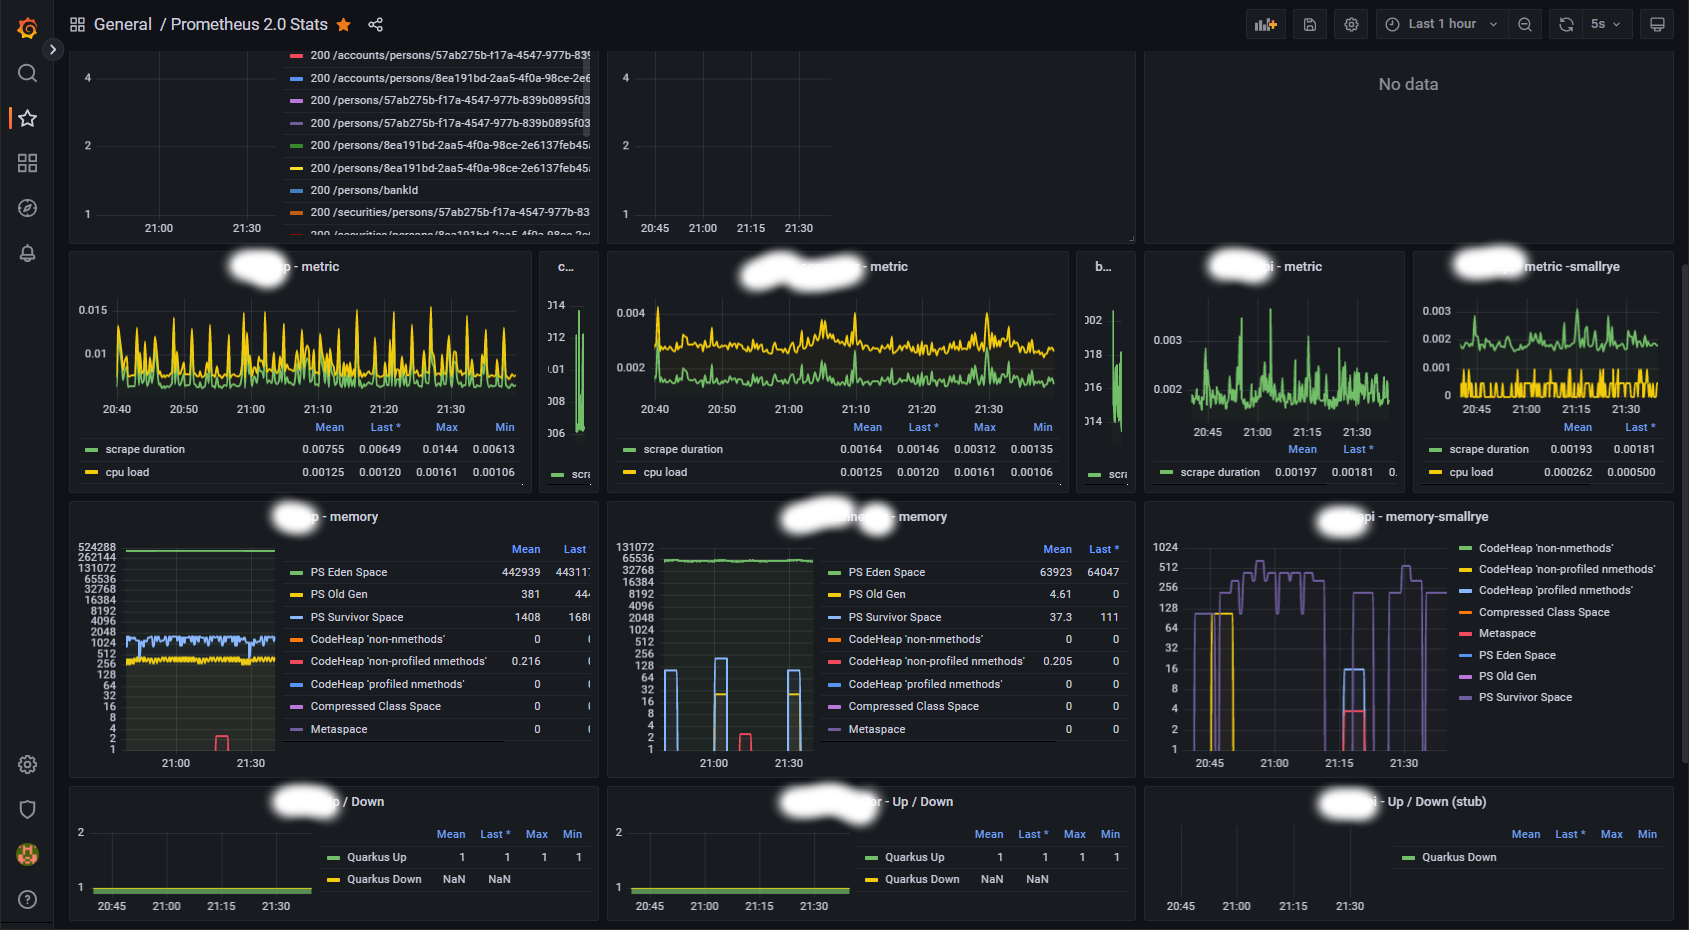 General / Prometheus 2.0 Stats
Last 1 hour
5s
4
2
1
21:00 21:30
200 /accounts/persons/57ab275b-f17a-4547-977b-839
200 /accounts/persons/8ea191bd-2aa5-4f0a-98ce-2e6
200 /persons/57ab275b-f17a-4547-977b-839b0895f03
200 /persons/57ab275b-f17a-4547-977b-839b0895f03
200 /persons/8ea191bd-2aa5-4f0a-98ce-2e6137feb45a
200 /persons/8ea191bd-2aa5-4f0a-98ce-2e6137feb45a
200 /persons/bankId
200 /securities/persons/57ab275b-f17a-4547-977b-83
200 /securities/persons/8ea191bd-2aa5-4f0a-98ce-2e
4
2
1
20:45 21:00 21:15 21:30
No data
p - metric
0.015
0.01
20:40 20:50 21:00 21:10 21:20 21:30
Mean Last * Max Min
scrape duration 0.00755 0.00649 0.0144 0.00613
cpu load 0.00125 0.00120 0.00161 0.00106
c...
014
012
.01
008
006
scra
- metric
0.004
0.002
20:40 20:50 21:00 21:10 21:20 21:30
Mean Last * Max Min
scrape duration 0.00164 0.00146 0.00312 0.00135
cpu load 0.00125 0.00120 0.00161 0.00106
b...
002
018
016
014
scra
i - metric
0.003
0.002
20:45 21:00 21:15 21:30
Mean Last *
scrape duration 0.00197 0.00181 0.
metric -smallrye
0.003
0.002
0.001
0
20:45 21:00 21:15 21:30
Mean Last *
scrape duration 0.00193 0.00181
cpu load 0.000262 0.000500
p - memory
524288
262144
131072
65536
32768
16384
8192
4096
2048
1024
512
256
128
64
32
16
8
4
2
1
21:00 21:30
Mean Last
PS Eden Space 442939 44311
PS Old Gen 381 44
PS Survivor Space 1408 168
CodeHeap 'non-nmethods' 0
CodeHeap 'non-profiled nmethods' 0.216
CodeHeap 'profiled nmethods' 0
Compressed Class Space 0
Metaspace 0
- memory
131072
65536
32768
16384
8192
4096
2048
1024
512
256
128
64
32
16
8
4
2
1
21:00 21:30
Mean Last *
PS Eden Space 63923 64047
PS Old Gen 4.61 0
PS Survivor Space 37.3 111
CodeHeap 'non-nmethods' 0 0
CodeHeap 'non-profiled nmethods' 0.205 0
CodeHeap 'profiled nmethods' 0 0
Compressed Class Space 0 0
Metaspace 0 0
pi - memory-smallrye
1024
512
256
128
64
32
16
8
4
2
1
20:45 21:00 21:15 21:30
CodeHeap 'non-nmethods'
CodeHeap 'non-profiled nmethods'
CodeHeap 'profiled nmethods'
Compressed Class Space
Metaspace
PS Eden Space
PS Old Gen
PS Survivor Space
p / Down
2
1
20:45 21:00 21:15 21:30
Mean Last * Max Min
Quarkus Up 1 1 1 1
Quarkus Down NaN NaN
or - Up / Down
2
1
20:45 21:00 21:15 21:30
Mean Last * Max Min
Quarkus Up 1 1 1 1
Quarkus Down NaN NaN
i - Up / Down (stub)
20:45 21:00 21:15 21:30
Mean Last * Max Min
Quarkus Down